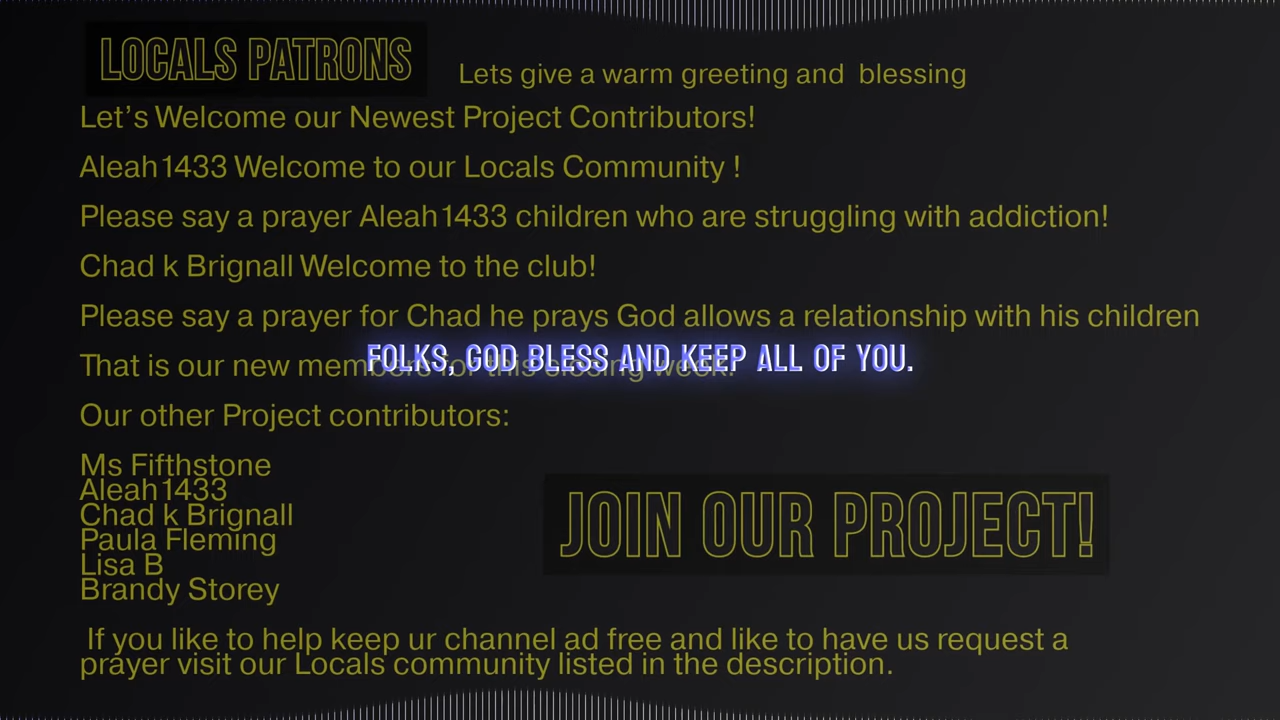 LOCALS PATRONS
Lets give a warm greeting and blessing
Let's Welcome our Newest Project Contributors!
Aleah1433 Welcome to our Locals Community !
Please say a prayer Aleah1433 children who are struggling with addiction!
Chad k Brignall Welcome to the club!
Please say a prayer for Chad he prays God allows a relationship with his children
FOLKS, GOD BLESS AND KEEP ALL OF YOU.
That is our new members for this closing week.
Our other Project contributors:
Ms Fifthstone
Aleah1433
Chad k Brignall
Paula Fleming
Lisa B
Brandy Storey
JOIN OUR PROJECT!
If you like to help keep ur channel ad free and like to have us request a
prayer visit our Locals community listed in the description.